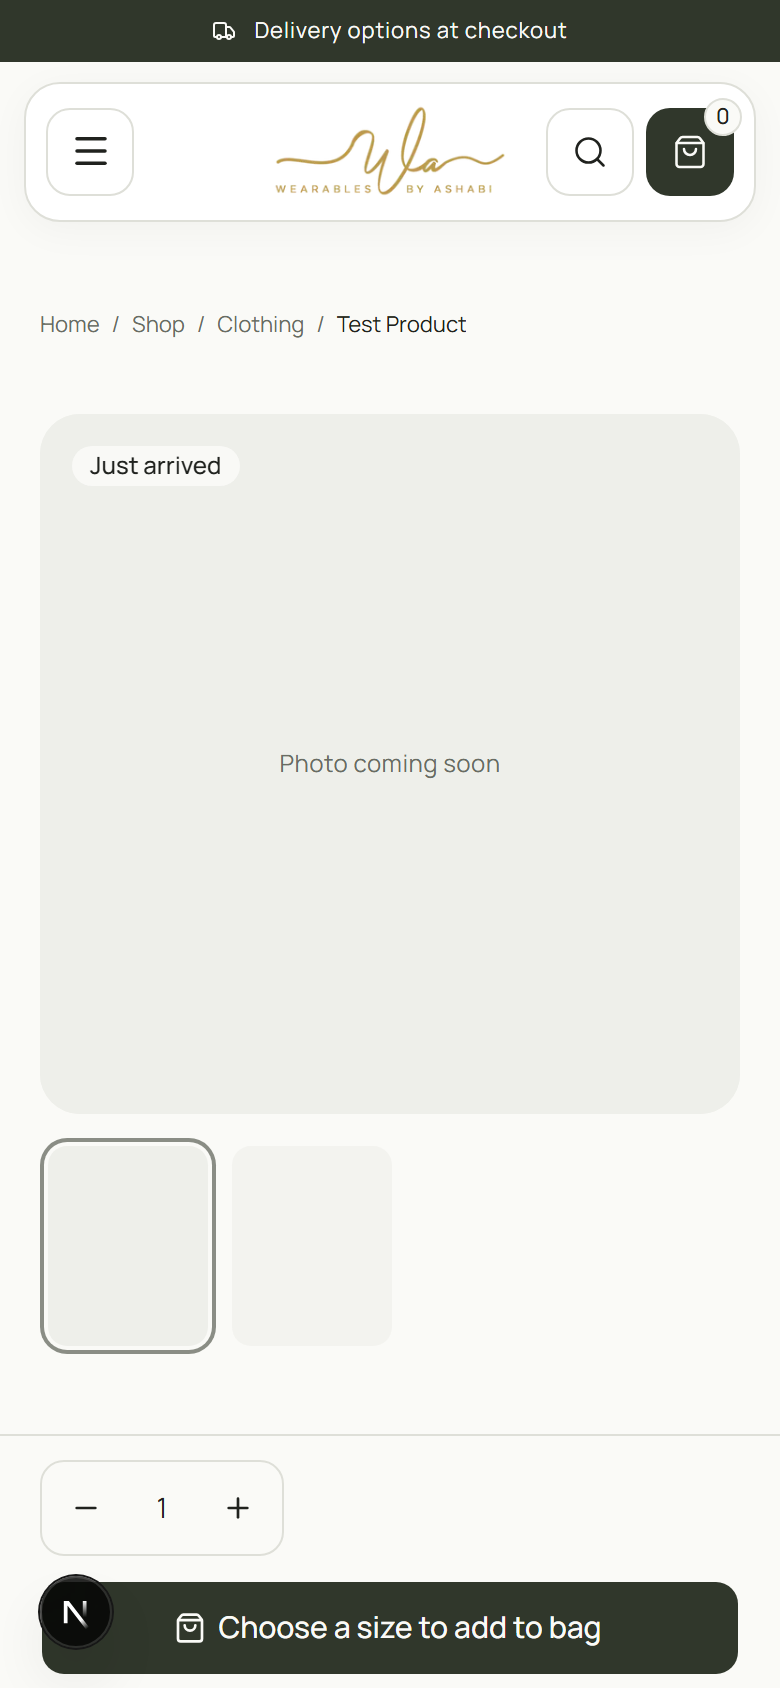 Delivery options at checkout
Wa
WEARABLES BY ASHABI
0
Home / Shop / Clothing / Test Product
Just arrived
Photo coming soon
1
N
Choose a size to add to bag